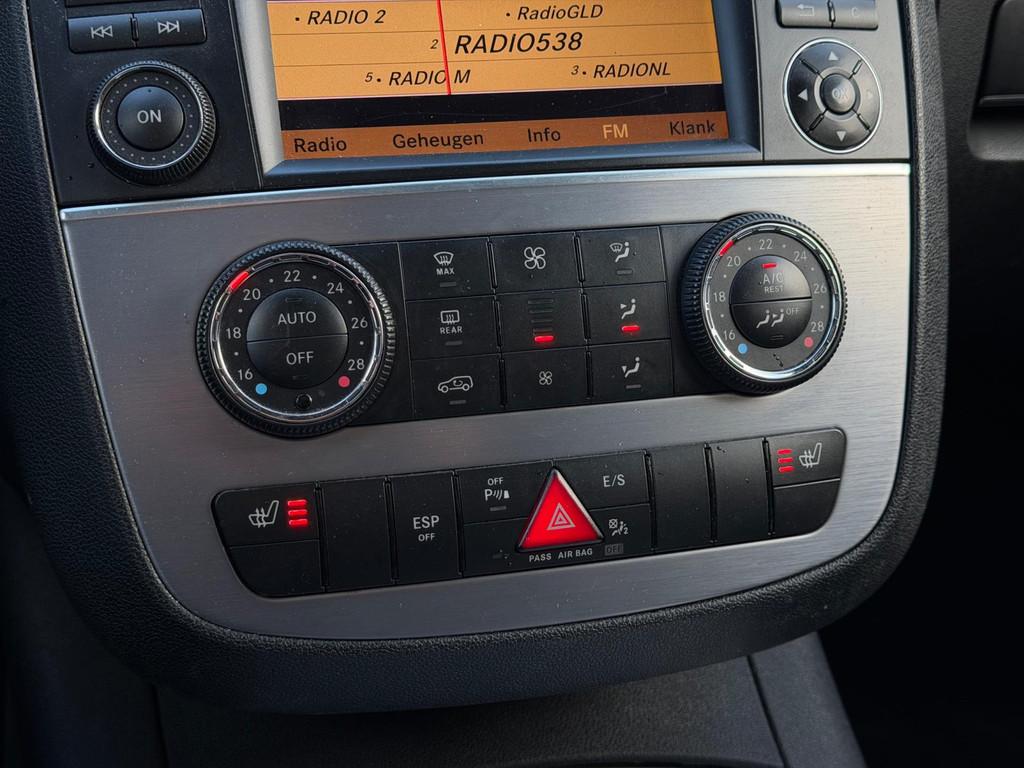 • RADIO 2 • RadioGLD
2 RADIO538
5• RADIO M 3• RADIONL
Radio Geheugen Info FM Klank
ON
C
ON
16 18 20 22 24 26 28
AUTO
OFF
MAX
REAR
16 18 20 22 24 26 28
A/C
REST
OFF
ESP
OFF
OFF
P
E/S
PASS AIR BAG OFF
2